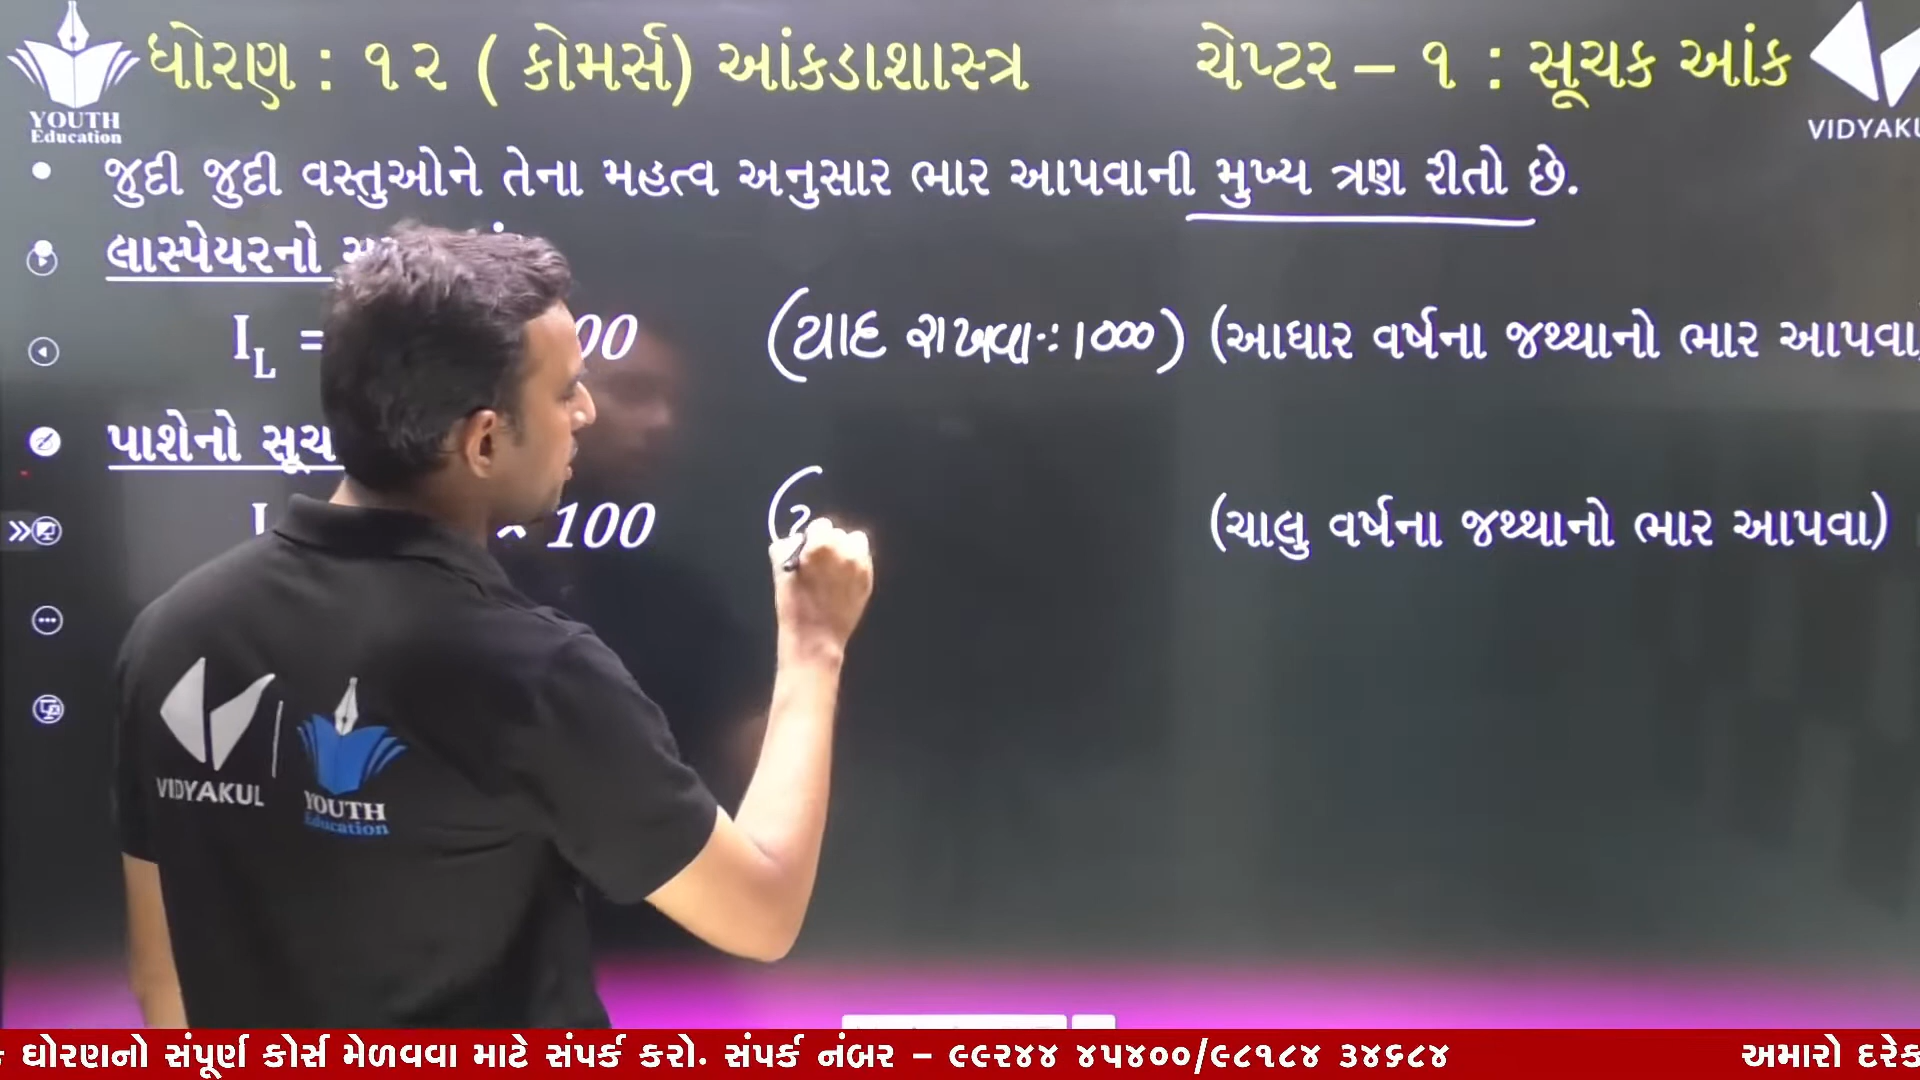 YOUTH
Education
ધોરણ : ૧૨ ( કોમર્સ) આંકડાશાસ્ત્ર ચેપ્ટર – ૧ : સૂચક આંક
VIDYAKU
• જુદી જુદી વસ્તુઓને તેના મહત્વ અનુસાર ભાર આપવાની મુખ્ય ત્રણ રીતો છે.
લાસ્પેયરનો
I_L = 00 (યાદ રાખવા : 1000) (આધાર વર્ષના જથ્થાનો ભાર આપવા)
પાશેનો સૂચ
× 100 ( (ચાલુ વર્ષના જથ્થાનો ભાર આપવા)
VIDYAKUL
YOUTH
Education
ધોરણનો સંપૂર્ણ કોર્સ મેળવવા માટે સંપર્ક કરો. સંપર્ક નંબર – ૯૯૨૪૪ ૪૫૪૦૦/૯૮૧૮૪ ૩૪૬૮૪ અમારો દરેક